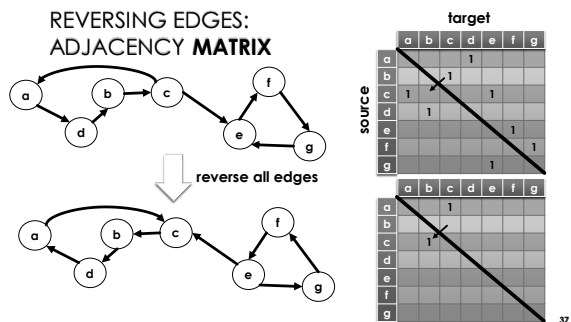 REVERSING EDGES:
ADJACENCY MATRIX
a
b
c
d
e
f
g
reverse all edges
a
b
c
d
e
f
g
target
a b c d e f g
source
a 1
b 1
c 1 1
d 1
e 1
f 1
g 1
a b c d e f g
a 1
b
c 1
d
e
f
g
37